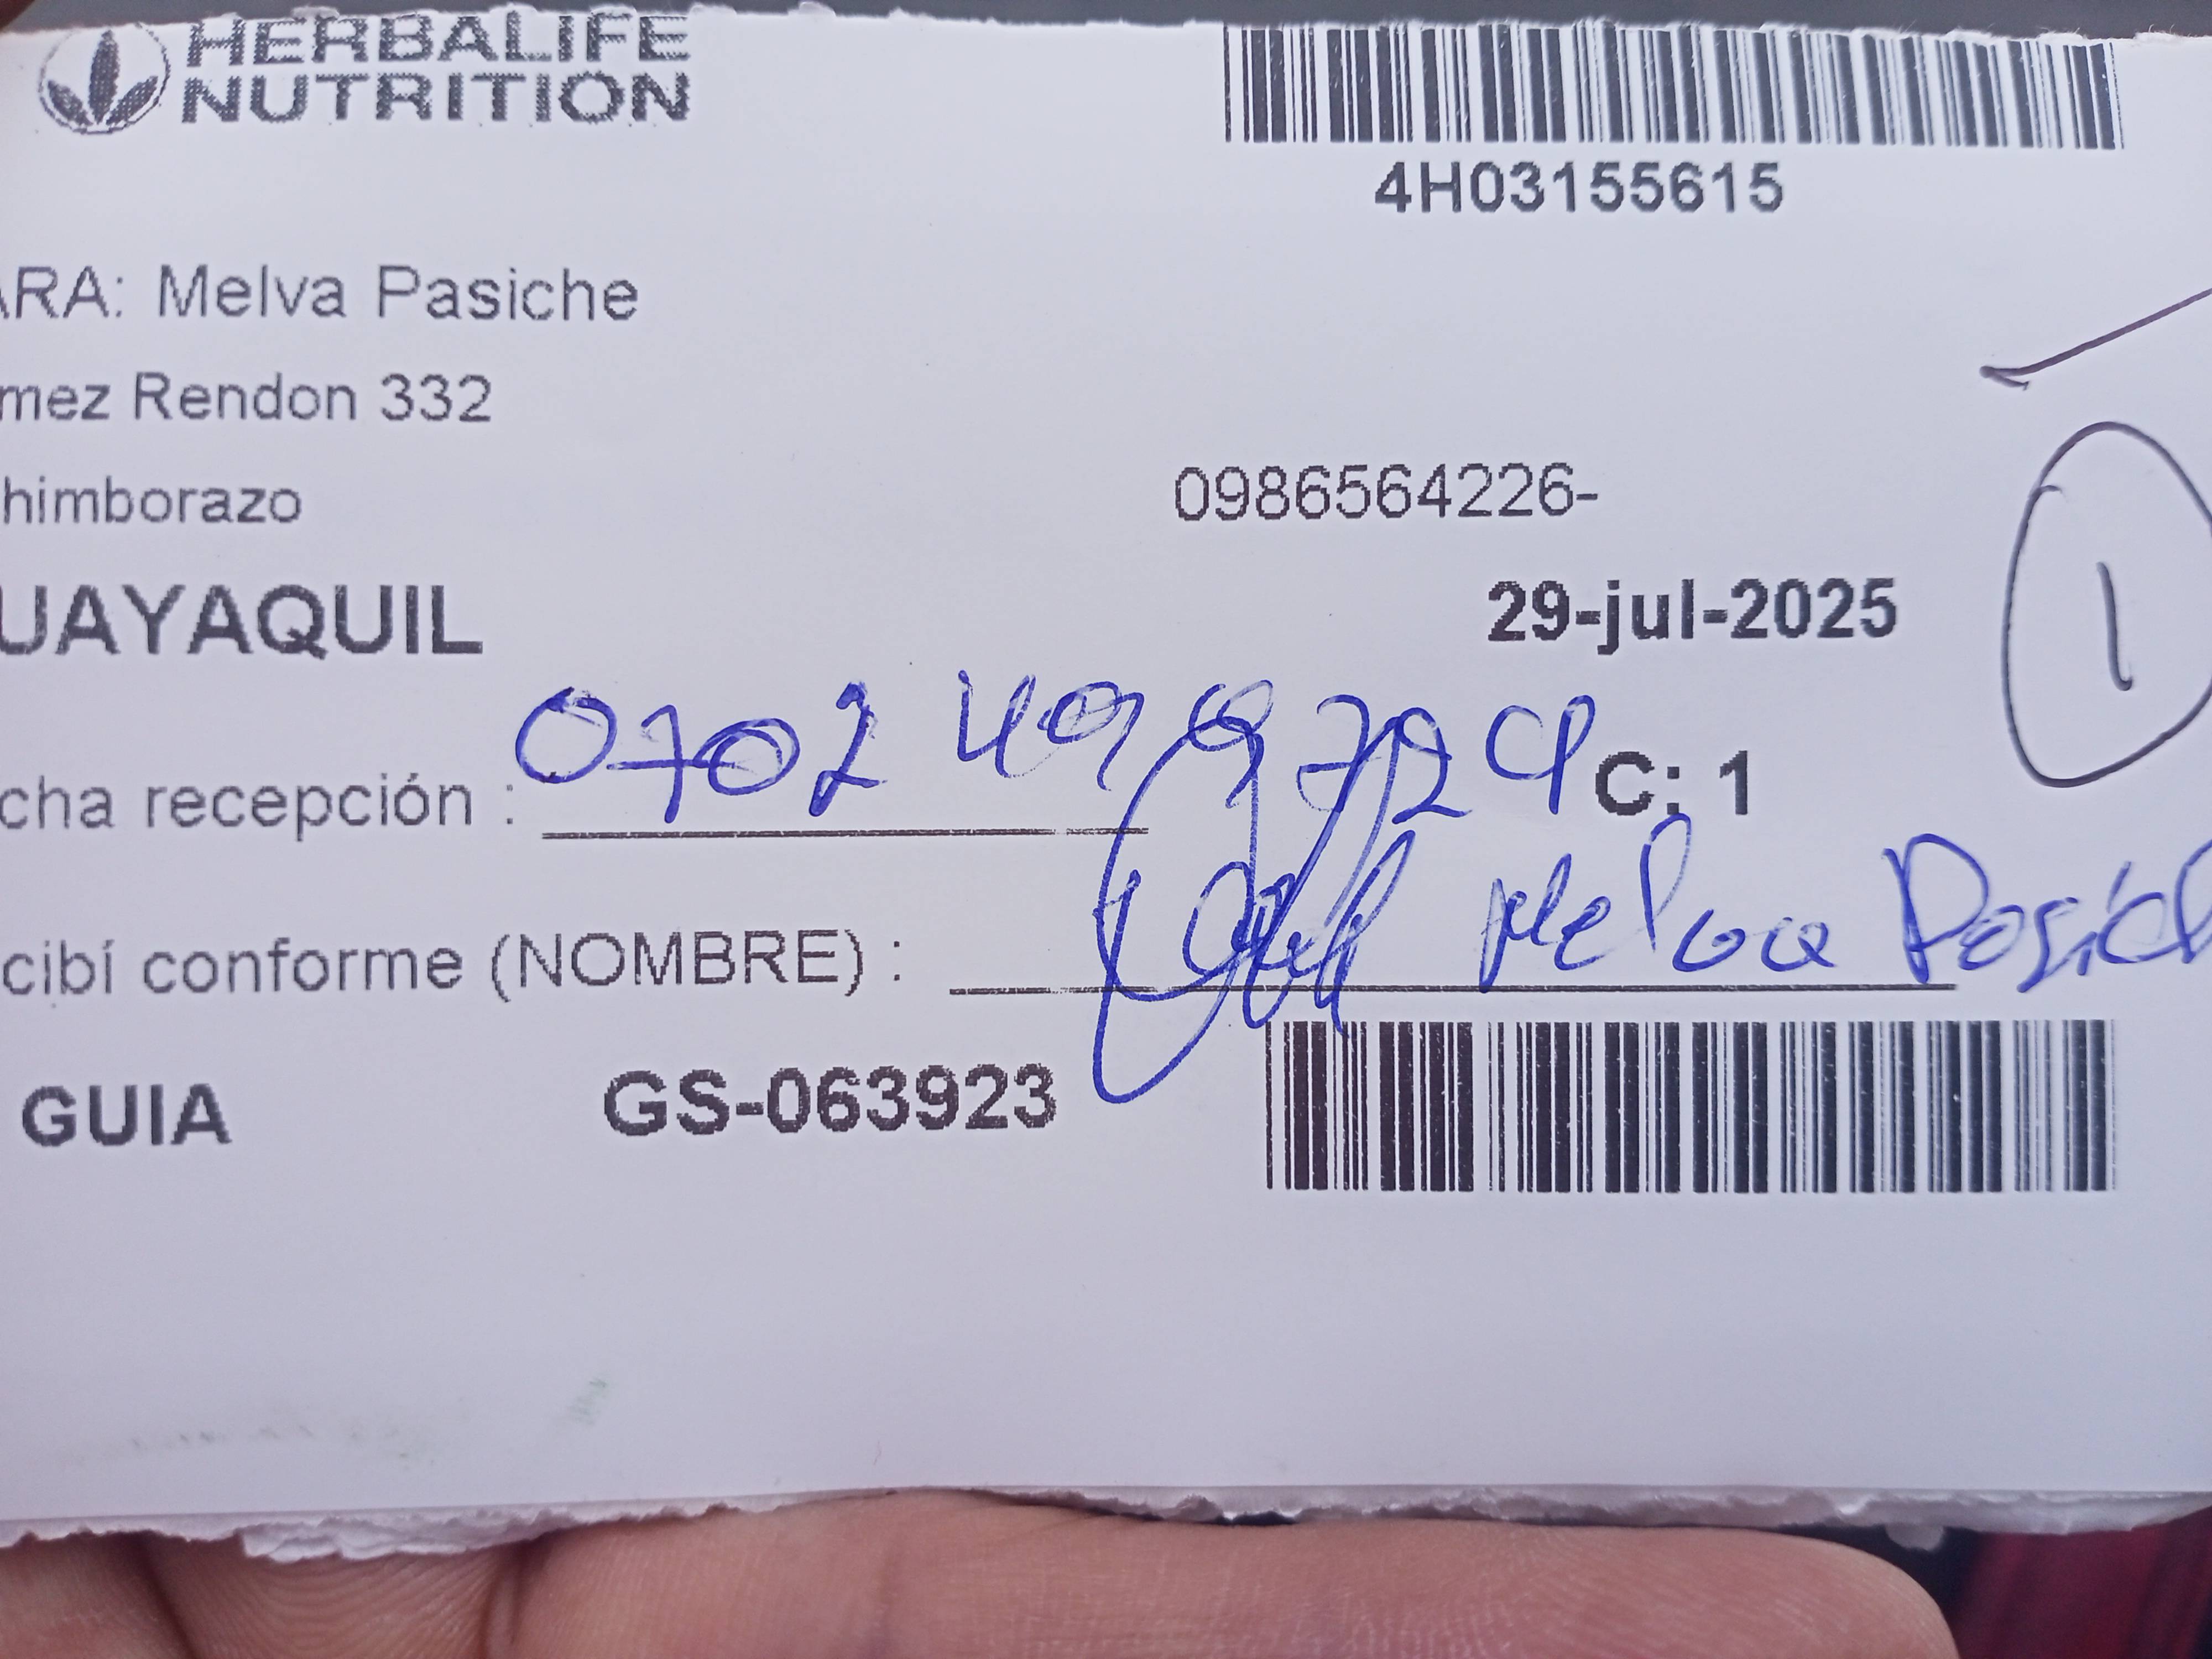 HERBALIFE
NUTRITION
4H03155615
ARA: Melva Pasiche
mez Rendon 332
himborazo
0986564226-
UAYAQUIL
29-jul-2025
1
cha recepción :
C: 1
cibí conforme (NOMBRE) : Melva
GUIA GS-063923